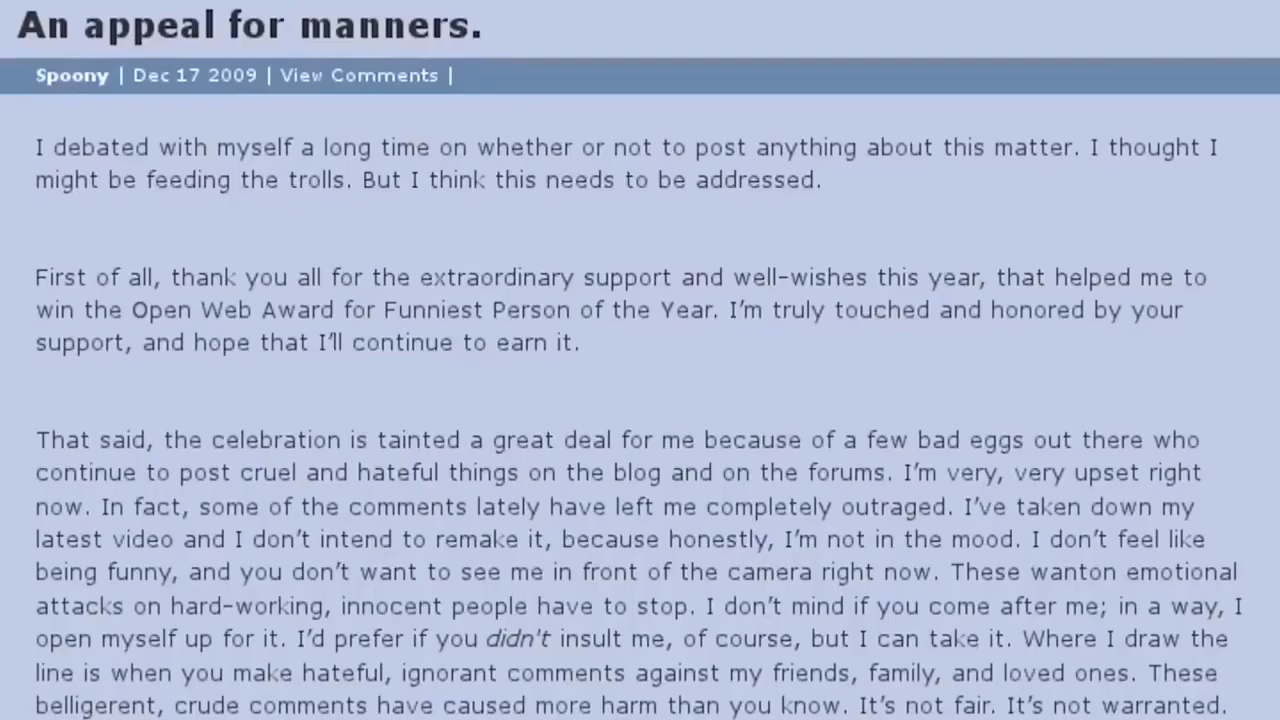 An appeal for manners.
Spoony | Dec 17 2009 | View Comments |
I debated with myself a long time on whether or not to post anything about this matter. I thought I
might be feeding the trolls. But I think this needs to be addressed.
First of all, thank you all for the extraordinary support and well-wishes this year, that helped me to
win the Open Web Award for Funniest Person of the Year. I'm truly touched and honored by your
support, and hope that I'll continue to earn it.
That said, the celebration is tainted a great deal for me because of a few bad eggs out there who
continue to post cruel and hateful things on the blog and on the forums. I'm very, very upset right
now. In fact, some of the comments lately have left me completely outraged. I've taken down my
latest video and I don't intend to remake it, because honestly, I'm not in the mood. I don't feel like
being funny, and you don't want to see me in front of the camera right now. These wanton emotional
attacks on hard-working, innocent people have to stop. I don't mind if you come after me; in a way, I
open myself up for it. I'd prefer if you didn't insult me, of course, but I can take it. Where I draw the
line is when you make hateful, ignorant comments against my friends, family, and loved ones. These
belligerent, crude comments have caused more harm than you know. It's not fair. It's not warranted.